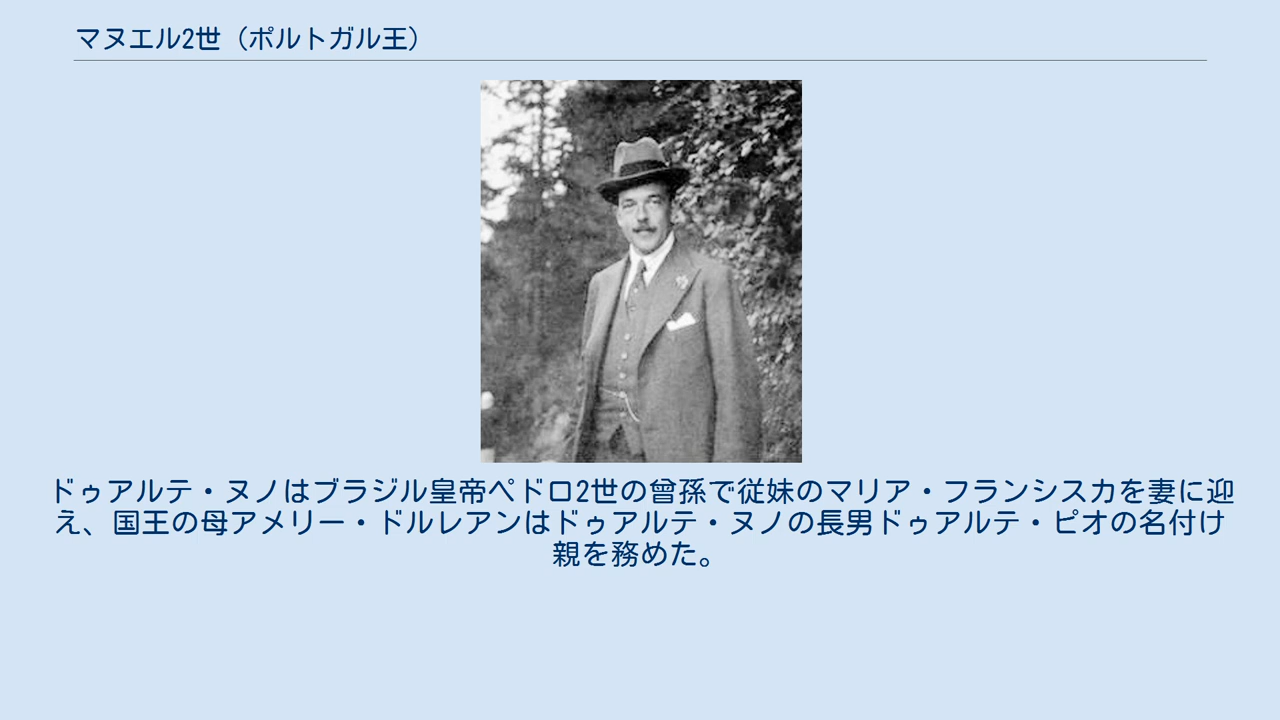 マヌエル2世（ポルトガル王）
ドゥアルテ・ヌノはブラジル皇帝ペドロ2世の曾孫で従妹のマリア・フランシスカを妻に迎
え、国王の母アメリー・ドルレアンはドゥアルテ・ヌノの長男ドゥアルテ・ピオの名付け
親を務めた。